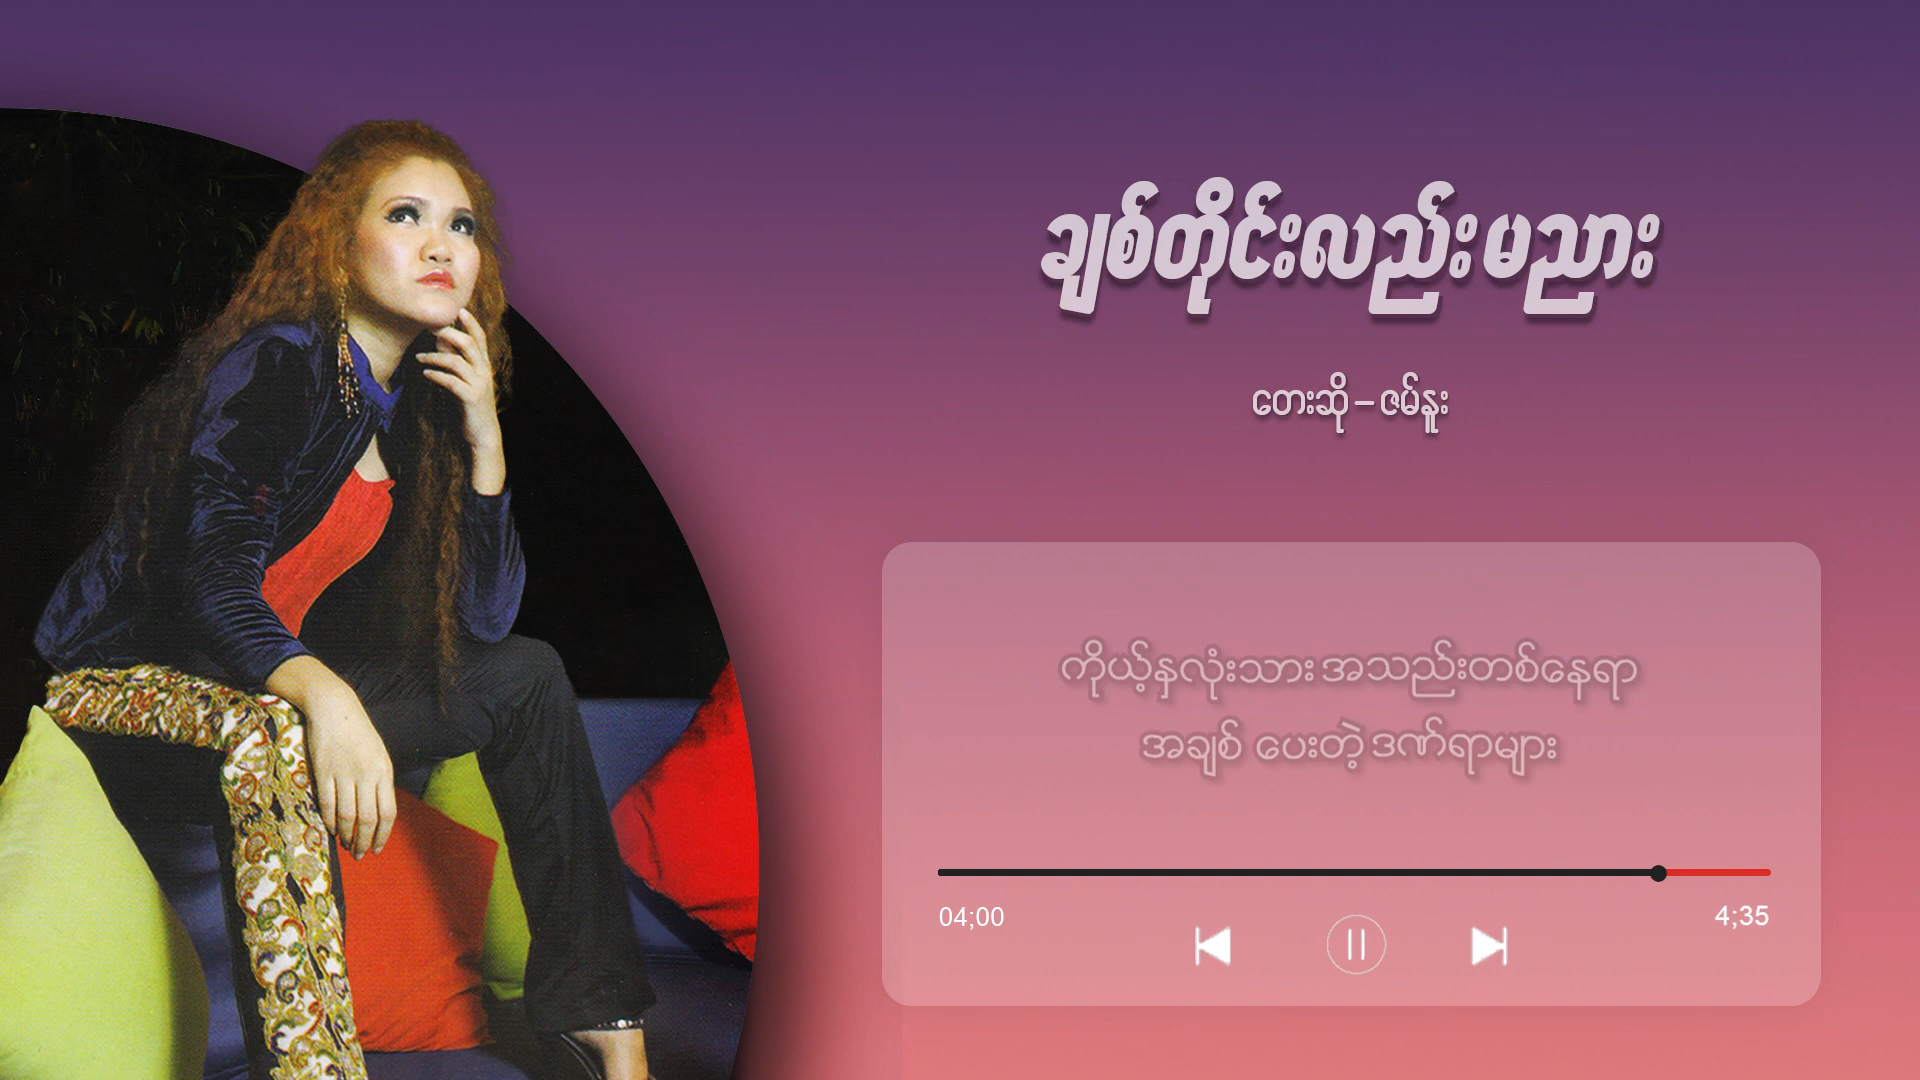 ချစ်တိုင်းလည်းမညား
တေးဆို – ဇမ်နူး
ကိုယ့်နှလုံးသား အသည်းတစ်နေရာ
အချစ် ပေးတဲ့ ဒဏ်ရာများ
04;00
4;35